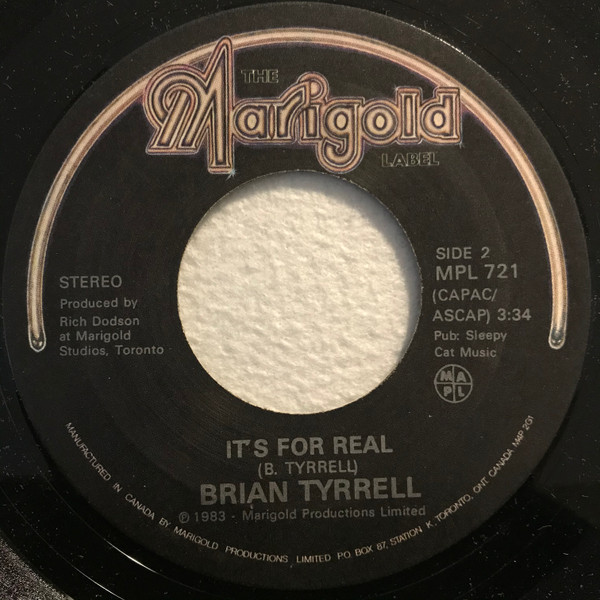 THE
Marigold
LABEL
STEREO
Produced by
Rich Dodson
at Marigold
Studios, Toronto
SIDE 2
MPL 721
(CAPAC/
ASCAP) 3:34
Pub: Sleepy
Cat Music
M A
P L
IT'S FOR REAL
(B. TYRRELL)
BRIAN TYRRELL
℗ 1983 - Marigold Productions Limited
MANUFACTURED IN CANADA BY MARIGOLD PRODUCTIONS LIMITED P.O. BOX 87, STATION K, TORONTO, ONT. CANADA M4P 2G1